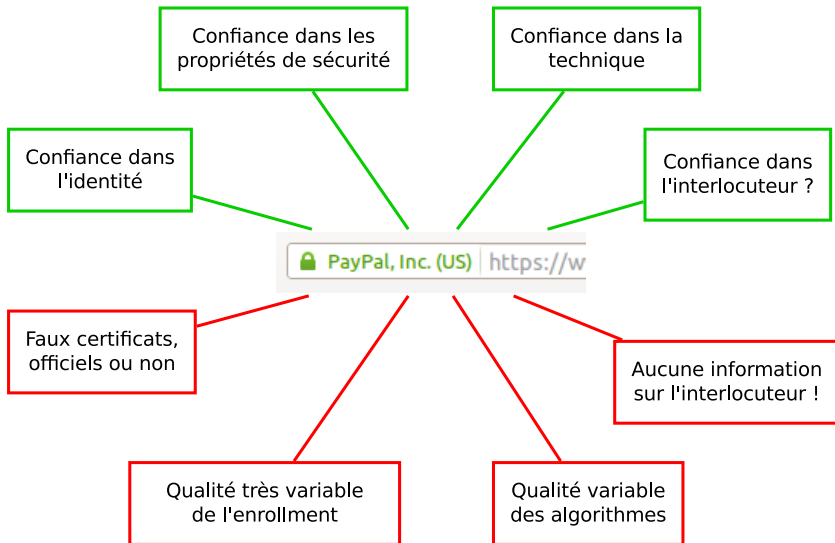 Confiance dans les
propriétés de sécurité
Confiance dans la
technique
Confiance dans
l'identité
Confiance dans
l'interlocuteur ?
PayPal, Inc. (US) https://w
Faux certificats,
officiels ou non
Aucune information
sur l'interlocuteur !
Qualité très variable
de l'enrollment
Qualité variable
des algorithmes